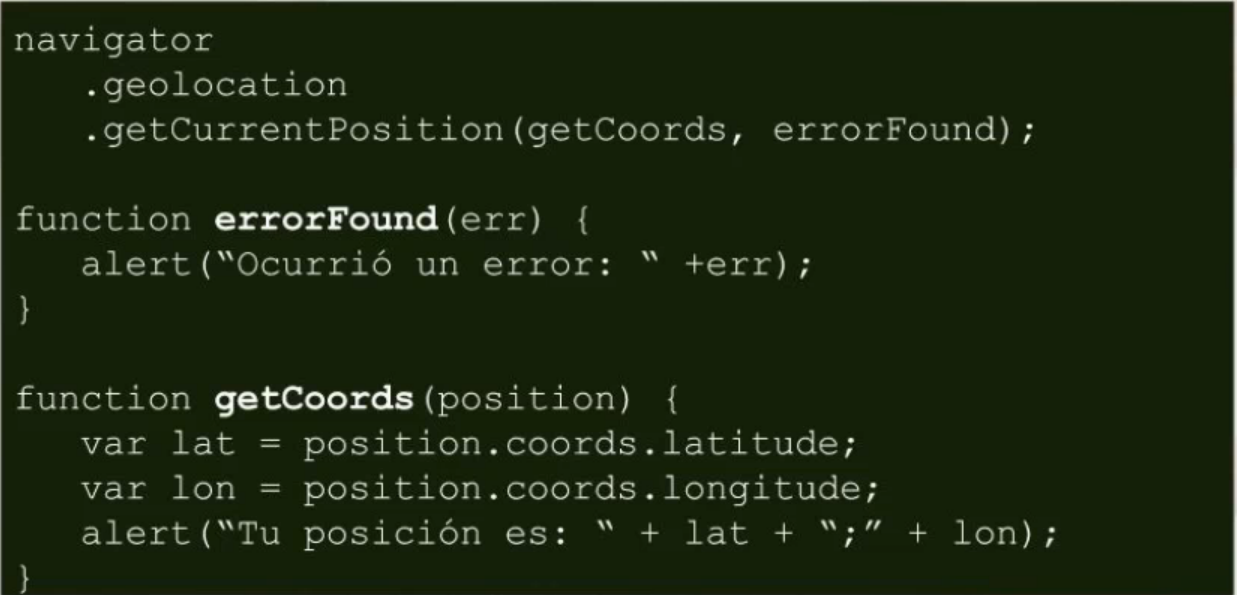 navigator
.geolocation
.getCurrentPosition(getCoords, errorFound);
function errorFound(err) {
alert(“Ocurrió un error: “ +err);
}
function getCoords(position) {
var lat = position.coords.latitude;
var lon = position.coords.longitude;
alert(“Tu posición es: “ + lat + “;” + lon);
}